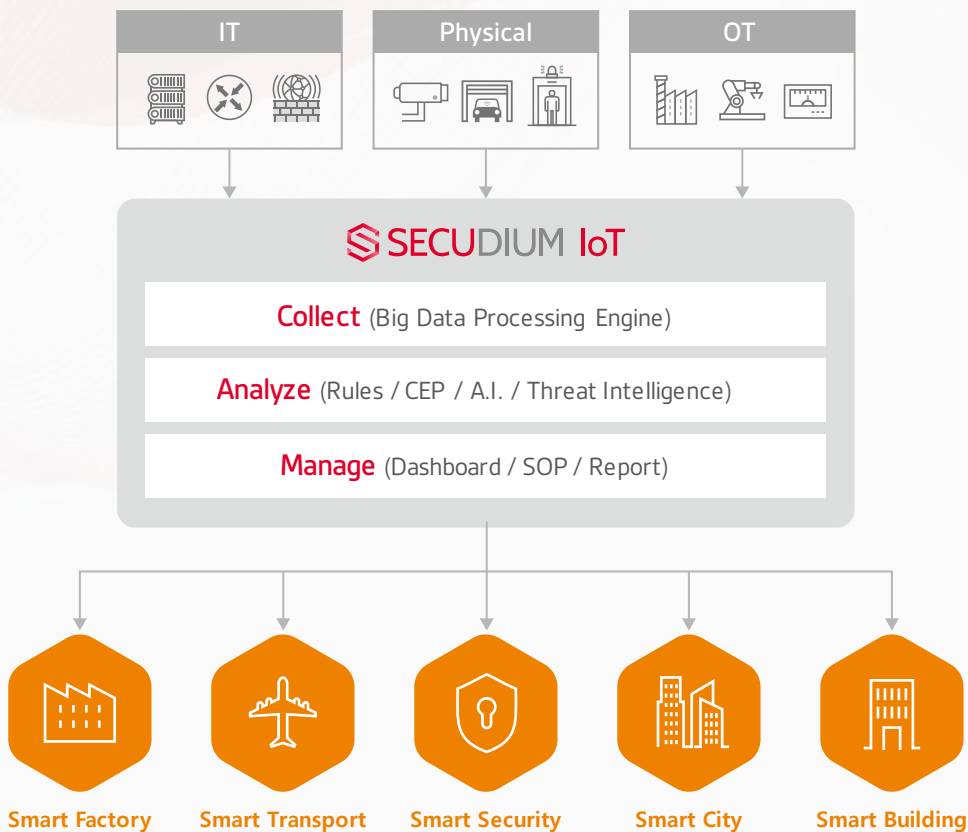 IT
Physical
OT
SECUDIUM IoT
Collect (Big Data Processing Engine)
Analyze (Rules / CEP / A.I. / Threat Intelligence)
Manage (Dashboard / SOP / Report)
Smart Factory
Smart Transport
Smart Security
Smart City
Smart Building